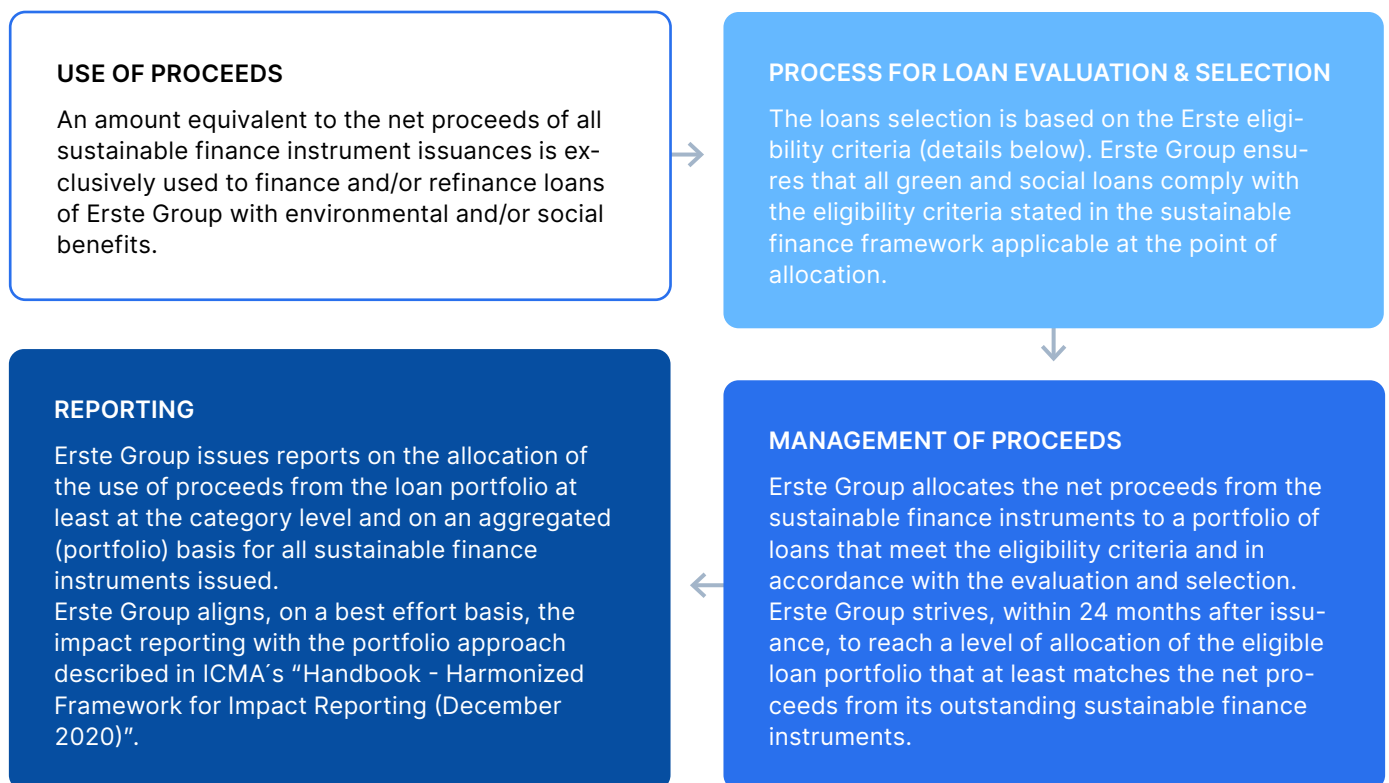 USE OF PROCEEDS
An amount equivalent to the net proceeds of all
sustainable finance instrument issuances is ex-
clusively used to finance and/or refinance loans
of Erste Group with environmental and/or social
benefits.
PROCESS FOR LOAN EVALUATION & SELECTION
The loans selection is based on the Erste eligi-
bility criteria (details below). Erste Group ensu-
res that all green and social loans comply with
the eligibility criteria stated in the sustainable
finance framework applicable at the point of
allocation.
MANAGEMENT OF PROCEEDS
Erste Group allocates the net proceeds from the
sustainable finance instruments to a portfolio of
loans that meet the eligibility criteria and in
accordance with the evaluation and selection.
Erste Group strives, within 24 months after issu-
ance, to reach a level of allocation of the eligible
loan portfolio that at least matches the net pro-
ceeds from its outstanding sustainable finance
instruments.
REPORTING
Erste Group issues reports on the allocation of
the use of proceeds from the loan portfolio at
least at the category level and on an aggregated
(portfolio) basis for all sustainable finance
instruments issued.
Erste Group aligns, on a best effort basis, the
impact reporting with the portfolio approach
described in ICMA´s “Handbook - Harmonized
Framework for Impact Reporting (December
2020)”.